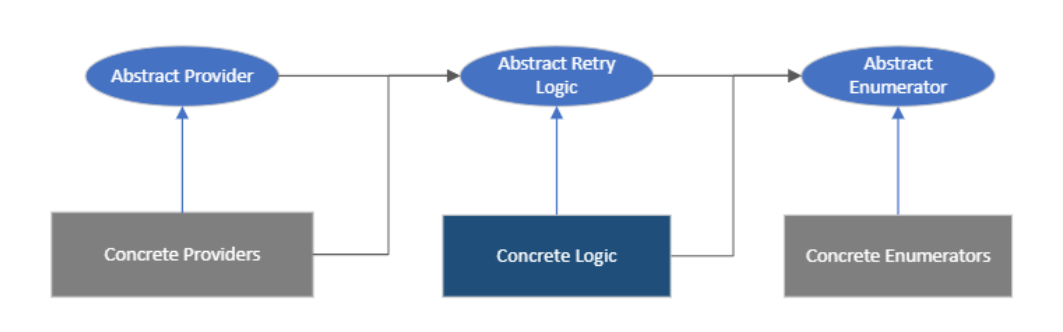 Abstract Provider
Abstract Retry
Logic
Abstract
Enumerator
Concrete Providers
Concrete Logic
Concrete Enumerators